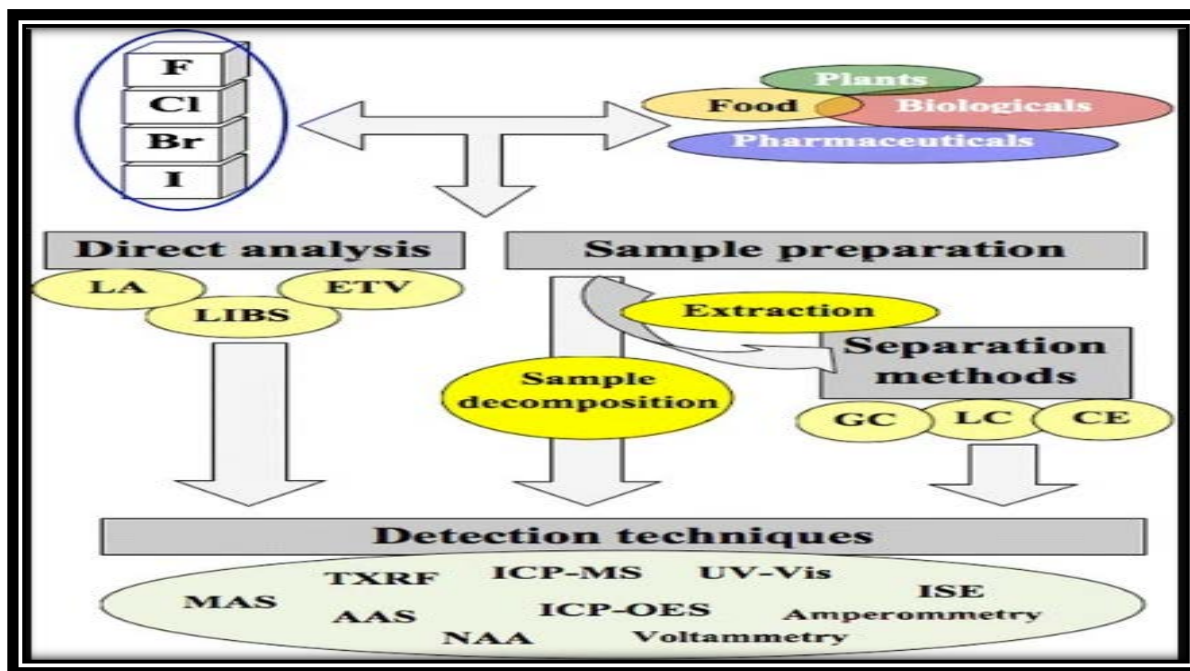 F
Cl
Br
I
Plants
Food
Biologicals
Pharmaceuticals
Direct analysis
LA
ETV
LIBS
Sample preparation
Extraction
Sample
decomposition
Separation
methods
GC
LC
CE
Detection techniques
TXRF
ICP-MS
UV-Vis
MAS
ISE
AAS
ICP-OES
Amperommetry
NAA
Voltammetry